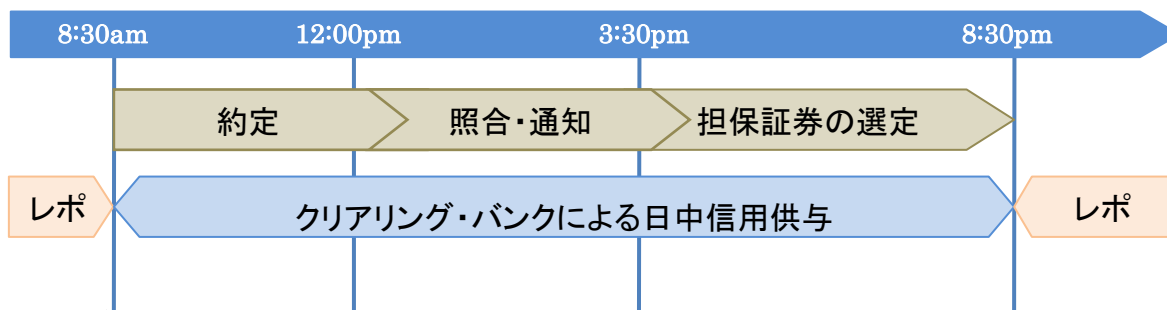 8:30am 12:00pm 3:30pm 8:30pm
約定 照合・通知 担保証券の選定
レポ クリアリング・バンクによる日中信用供与 レポ